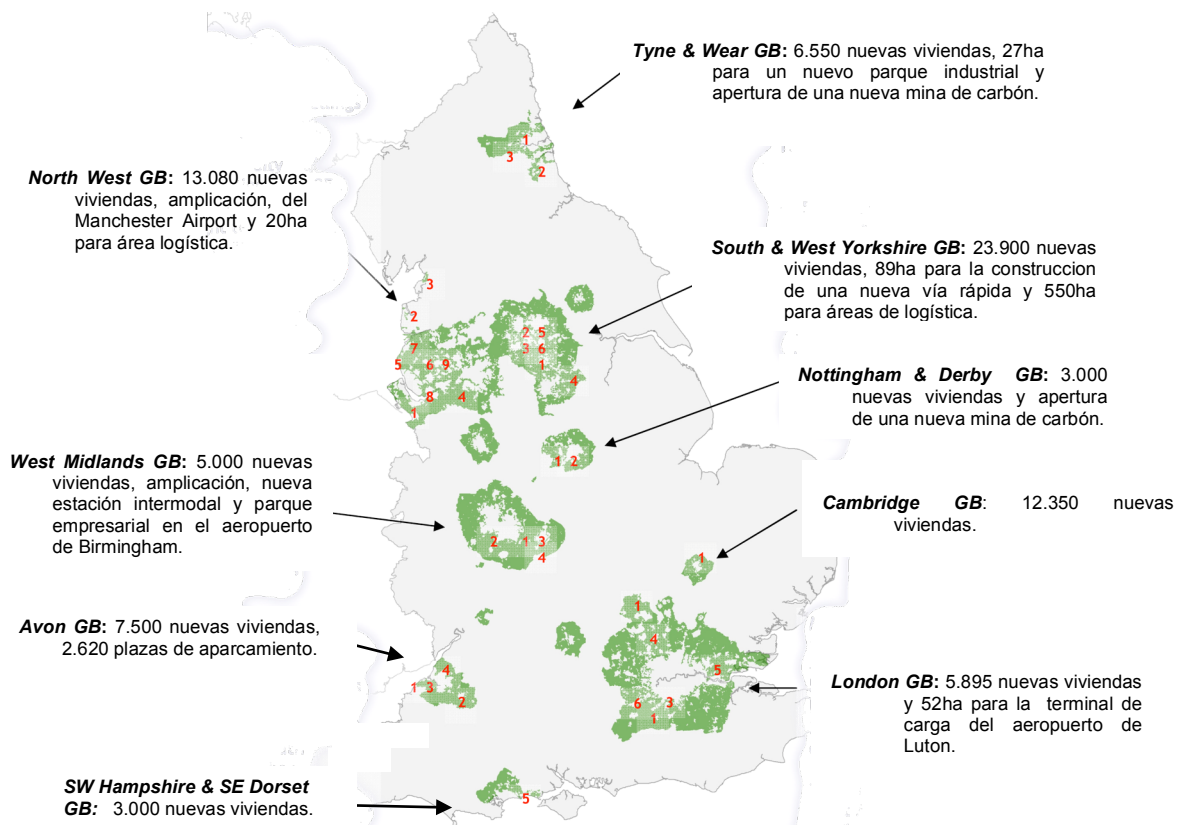 Tyne & Wear GB: 6.550 nuevas viviendas, 27ha
para un nuevo parque industrial y
apertura de una nueva mina de carbón.
North West GB: 13.080 nuevas
viviendas, amplicación, del
Manchester Airport y 20ha
para área logística.
South & West Yorkshire GB: 23.900 nuevas
viviendas, 89ha para la construccion
de una nueva vía rápida y 550ha
para áreas de logística.
Nottingham & Derby GB: 3.000
nuevas viviendas y apertura
de una nueva mina de carbón.
West Midlands GB: 5.000 nuevas
viviendas, amplicación, nueva
estación intermodal y parque
empresarial en el aeropuerto
de Birmingham.
Cambridge GB: 12.350 nuevas
viviendas.
Avon GB: 7.500 nuevas viviendas,
2.620 plazas de aparcamiento.
London GB: 5.895 nuevas viviendas
y 52ha para la terminal de
carga del aeropuerto de
Luton.
SW Hampshire & SE Dorset
GB: 3.000 nuevas viviendas.
1
3
2
3
2
7
5 6 9
8 4
1
2 5
3 6
1
4
1 2
2 1 3
4
1
1
4
5
6 3
1
4
1 3
2
5